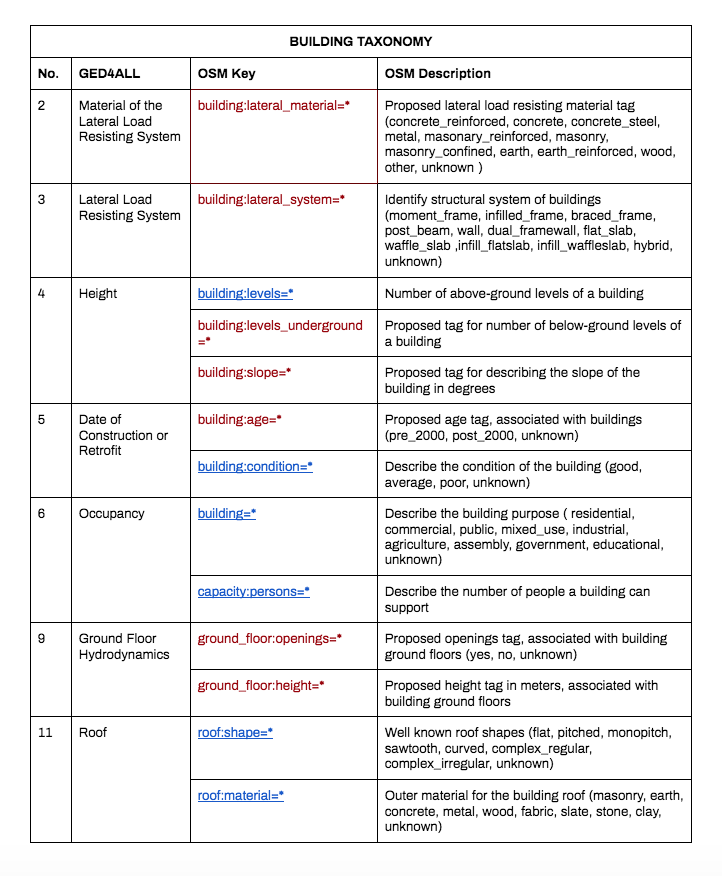 BUILDING TAXONOMY
No. GED4ALL OSM Key OSM Description
2 Material of the Lateral Load Resisting System building:lateral_material=* Proposed lateral load resisting material tag
(concrete_reinforced, concrete, concrete_steel,
metal, masonary_reinforced, masonry,
masonry_confined, earth, earth_reinforced, wood,
other, unknown )
3 Lateral Load Resisting System building:lateral_system=* Identify structural system of buildings
(moment_frame, infilled_frame, braced_frame,
post_beam, wall, dual_framewall, flat_slab,
waffle_slab ,infill_flatslab, infill_waffleslab, hybrid,
unknown)
4 Height building:levels=* Number of above-ground levels of a building
building:levels_underground
=*
Proposed tag for number of below-ground levels of
a building
building:slope=* Proposed tag for describing the slope of the
building in degrees
5 Date of Construction or Retrofit building:age=* Proposed age tag, associated with buildings
(pre_2000, post_2000, unknown)
building:condition=* Describe the condition of the building (good,
average, poor, unknown)
6 Occupancy building=* Describe the building purpose ( residential,
commercial, public, mixed_use, industrial,
agriculture, assembly, government, educational,
unknown)
capacity:persons=* Describe the number of people a building can
support
9 Ground Floor Hydrodynamics ground_floor:openings=* Proposed openings tag, associated with building
ground floors (yes, no, unknown)
ground_floor:height=* Proposed height tag in meters, associated with
building ground floors
11 Roof roof:shape=* Well known roof shapes (flat, pitched, monopitch,
sawtooth, curved, complex_regular,
complex_irregular, unknown)
roof:material=* Outer material for the building roof (masonry, earth,
concrete, metal, wood, fabric, slate, stone, clay,
unknown)